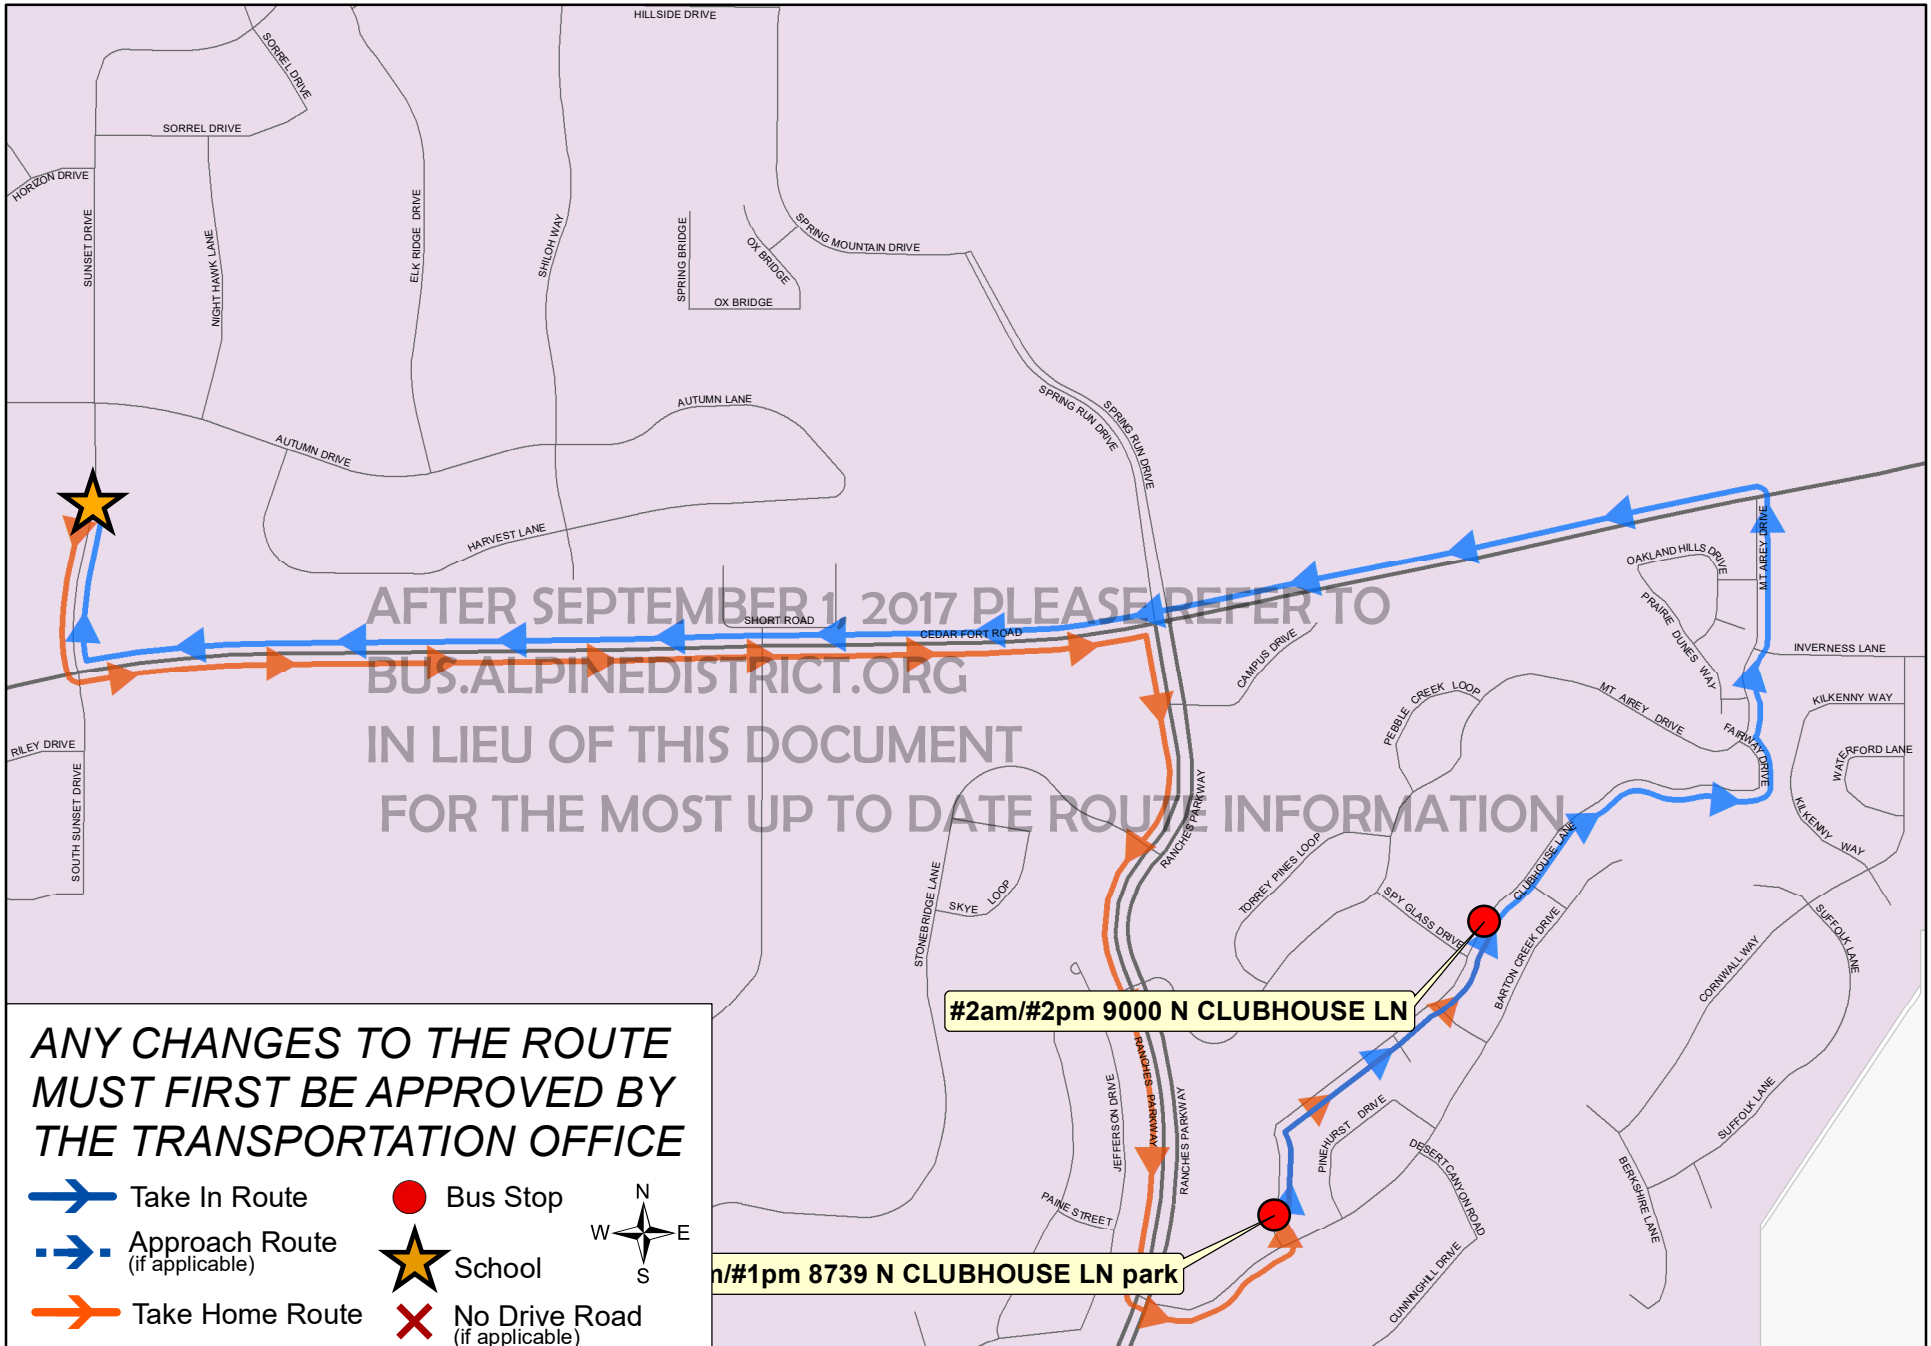 HILLSIDE DRIVE
SORREL DRIVE
SORREL DRIVE
HORIZON DRIVE
SUNSET DRIVE
NIGHT HAWK LANE
ELK RIDGE DRIVE
SHILOH WAY
SPRING BRIDGE
OX BRIDGE
OX BRIDGE
SPRING MOUNTAIN DRIVE
SPRING RUN DRIVE
SPRING RUN DRIVE
AUTUMN LANE
AUTUMN DRIVE
HARVEST LANE
OAKLAND HILLS DRIVE
MT AIREY DRIVE
PRAIRIE DUNES WAY
AFTER SEPTEMBER 1, 2017 PLEASE REFER TO
SHORT ROAD
CEDAR FORT ROAD
BUS.ALPINEDISTRICT.ORG
CAMPUS DRIVE
INVERNESS LANE
KILKENNY WAY
PEBBLE CREEK LOOP
MT AIREY DRIVE
FAIRWAY DRIVE
WATERFORD LANE
IN LIEU OF THIS DOCUMENT
RILEY DRIVE
SOUTH SUNSET DRIVE
FOR THE MOST UP TO DATE ROUTE INFORMATION
RANCHES PARKWAY
KILKENNY WAY
TORREY PINES LOOP
CLUBHOUSE LANE
SPY GLASS DRIVE
BARTON CREEK DRIVE
STONEBRIDGE LANE
SKYE LOOP
SUFFOLK LANE
CORNWALL WAY
#2am/#2pm 9000 N CLUBHOUSE LN
RANCHES PARKWAY
RANCHES PARKWAY
JEFFERSON DRIVE
PAINE STREET
PINEHURST DRIVE
DESERT CANYON ROAD
CUNNINGHILL DRIVE
BERKSHIRE LANE
SUFFOLK LANE
m/#1pm 8739 N CLUBHOUSE LN park
ANY CHANGES TO THE ROUTE
MUST FIRST BE APPROVED BY
THE TRANSPORTATION OFFICE
Take In Route
Approach Route
(if applicable)
Take Home Route
Bus Stop
School
No Drive Road
(if applicable)
N
W
E
S